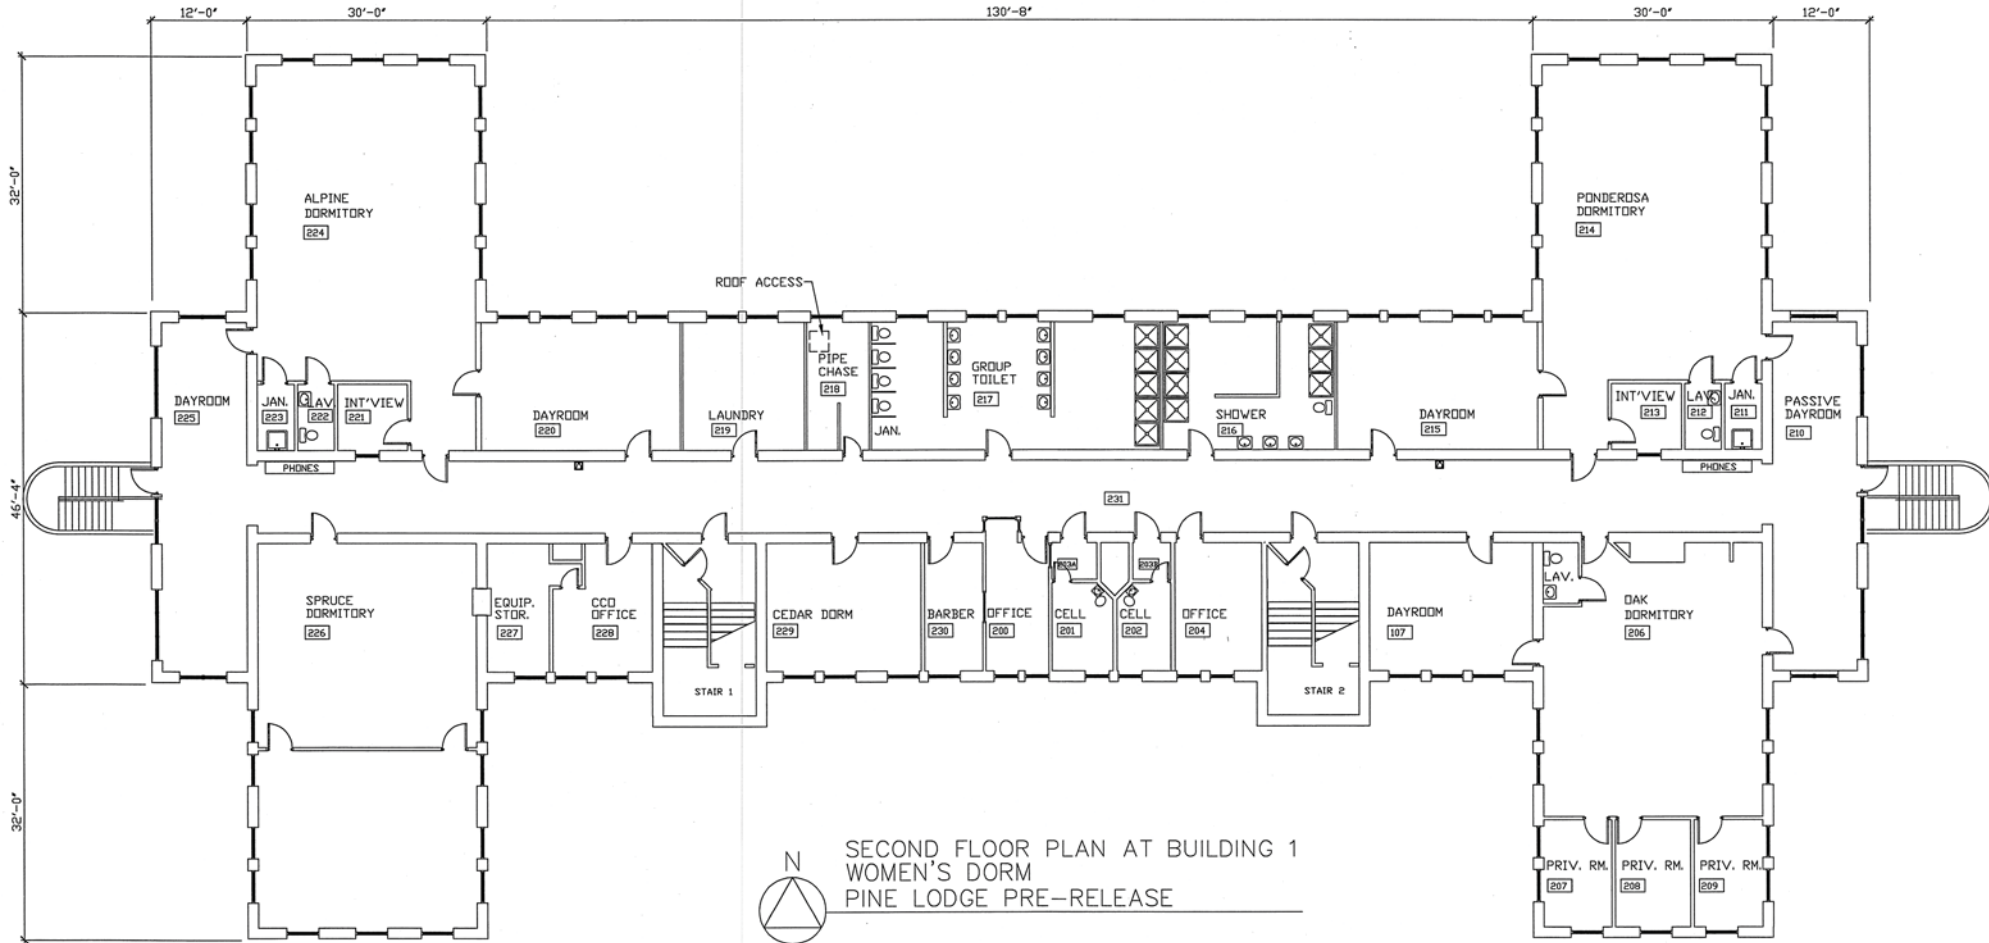 12'-0"
30'-0"
130'-8"
30'-0"
12'-0"
32'-0"
46'-4"
32'-0"
ALPINE
DORMITORY
224
PONDEROSA
DORMITORY
214
ROOF ACCESS
DAYROOM
225
JAN.
223
LAV.
222
INT'VIEW
221
DAYROOM
220
LAUNDRY
219
PIPE
CHASE
218
JAN.
GROUP
TOILET
217
SHOWER
216
DAYROOM
215
INT'VIEW
213
LAV.
212
JAN.
211
PASSIVE
DAYROOM
210
PHONES
PHONES
231
SPRUCE
DORMITORY
226
EQUIP.
STOR.
227
CCO
OFFICE
228
STAIR 1
CEDAR DORM
229
BARBER
230
OFFICE
200
203A
CELL
201
203B
CELL
202
OFFICE
204
STAIR 2
DAYROOM
107
LAV.
OAK
DORMITORY
206
PRIV. RM.
207
PRIV. RM.
208
PRIV. RM.
209
N
SECOND FLOOR PLAN AT BUILDING 1
WOMEN'S DORM
PINE LODGE PRE-RELEASE